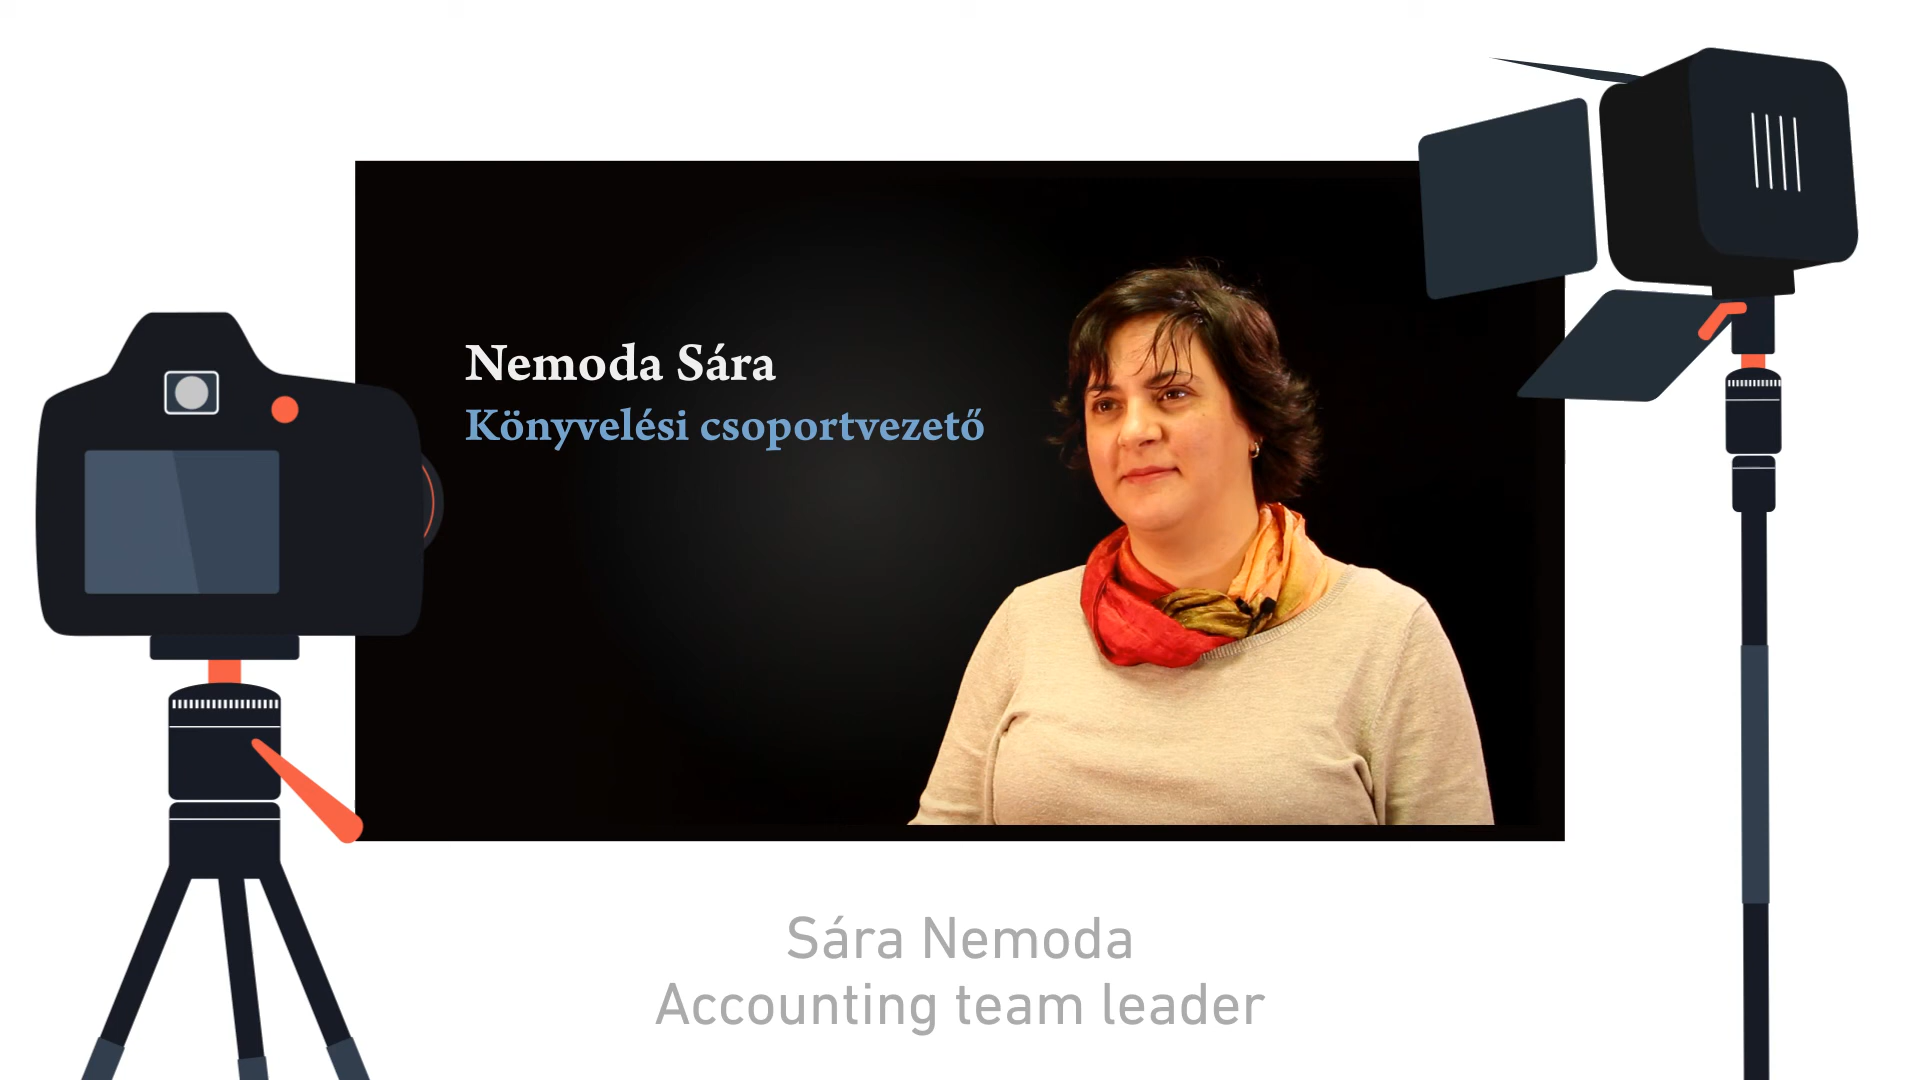 Nemoda Sára
Könyvelési csoportvezető
Sára Nemoda
Accounting team leader